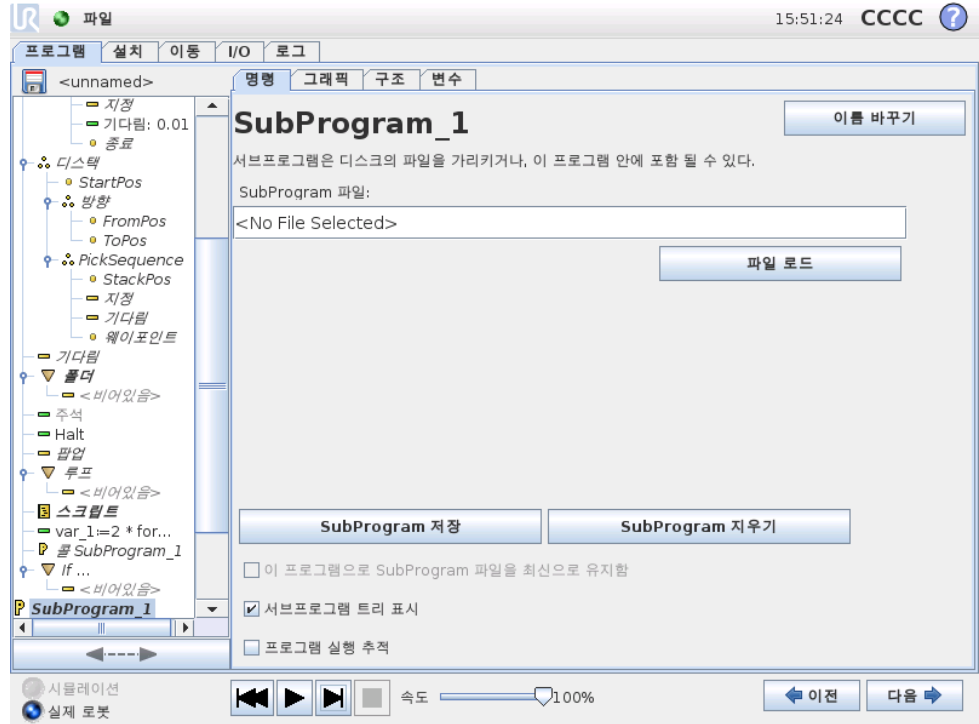 UR 파일 15:51:24 CCCC ?
프로그램 설치 이동 I/O 로그
<unnamed>
명령 그래픽 구조 변수
지정
기다림: 0.01
종료
디스택
StartPos
방향
FromPos
ToPos
PickSequence
StackPos
지정
기다림
웨이포인트
기다림
폴더
<비어있음>
주석
Halt
팝업
루프
<비어있음>
스크립트
var_1:=2 * for...
콜 SubProgram_1
If ...
<비어있음>
SubProgram_1
SubProgram_1
이름 바꾸기
서브프로그램은 디스크의 파일을 가리키거나, 이 프로그램 안에 포함 될 수 있다.
SubProgram 파일:
<No File Selected>
파일 로드
SubProgram 저장 SubProgram 지우기
이 프로그램으로 SubProgram 파일을 최신으로 유지함
서브프로그램 트리 표시
프로그램 실행 추적
시뮬레이션
실제 로봇
속도 100%
이전 다음